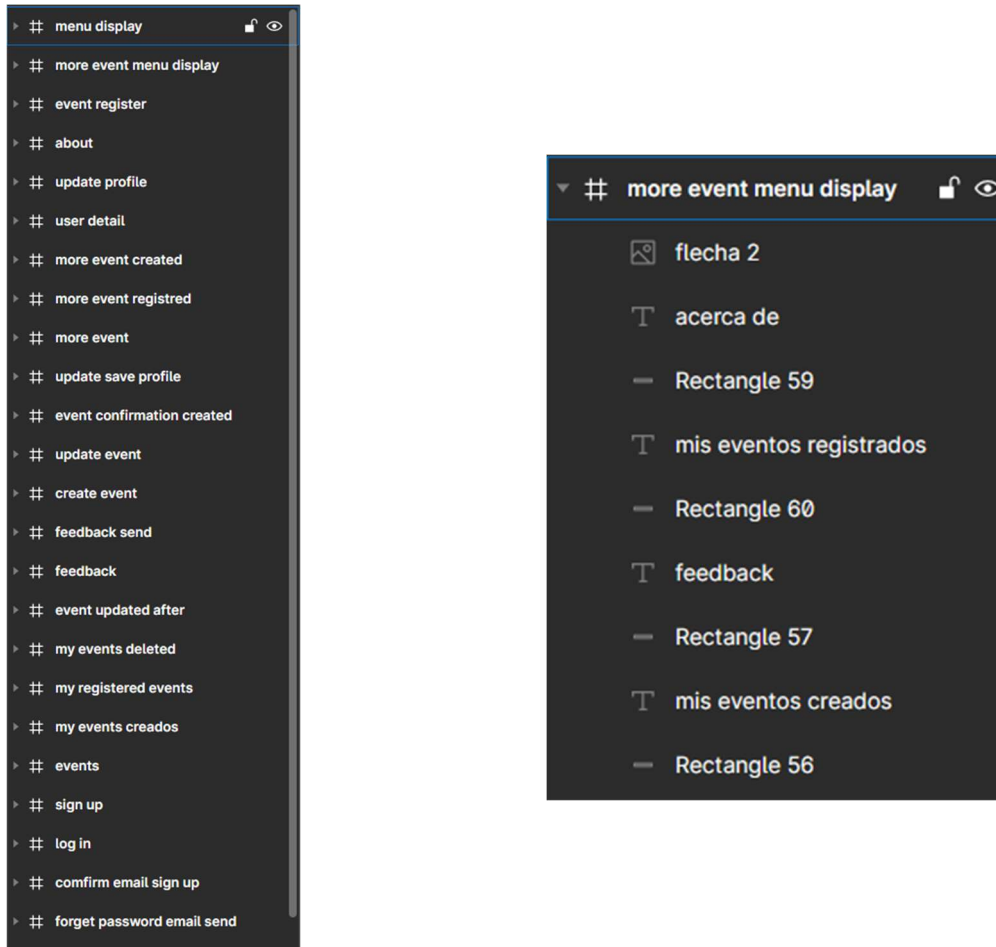 menu display
more event menu display
event register
about
update profile
user detail
more event created
more event registred
more event
update save profile
event confirmation created
update event
create event
feedback send
feedback
event updated after
my events deleted
my registered events
my events creados
events
sign up
log in
comfirm email sign up
forget password email send
more event menu display
flecha 2
acerca de
Rectangle 59
mis eventos registrados
Rectangle 60
feedback
Rectangle 57
mis eventos creados
Rectangle 56